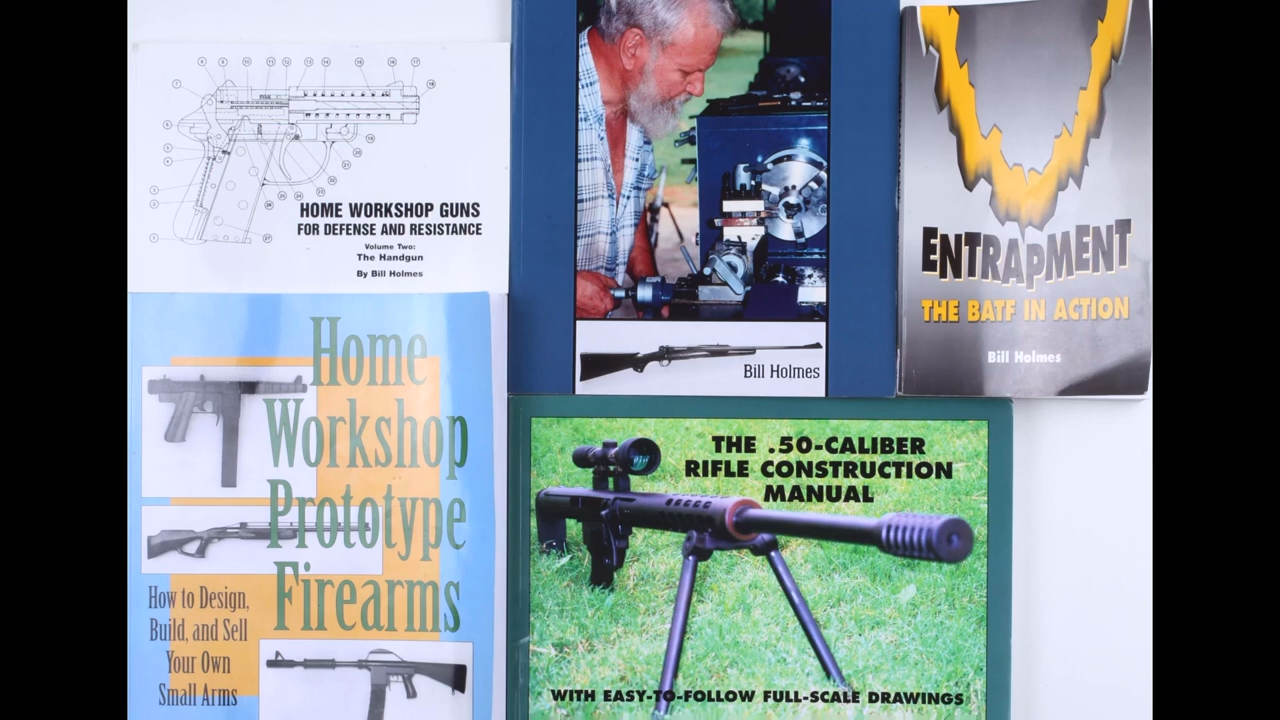 HOME WORKSHOP GUNS
FOR DEFENSE AND RESISTANCE
Volume Two:
The Handgun
By Bill Holmes
Bill Holmes
ENTRAPMENT
THE BATF IN ACTION
Bill Holmes
Home
Workshop
Prototype
Firearms
How to Design,
Build, and Sell
Your Own
Small Arms
THE .50-CALIBER
RIFLE CONSTRUCTION
MANUAL
WITH EASY-TO-FOLLOW FULL-SCALE DRAWINGS